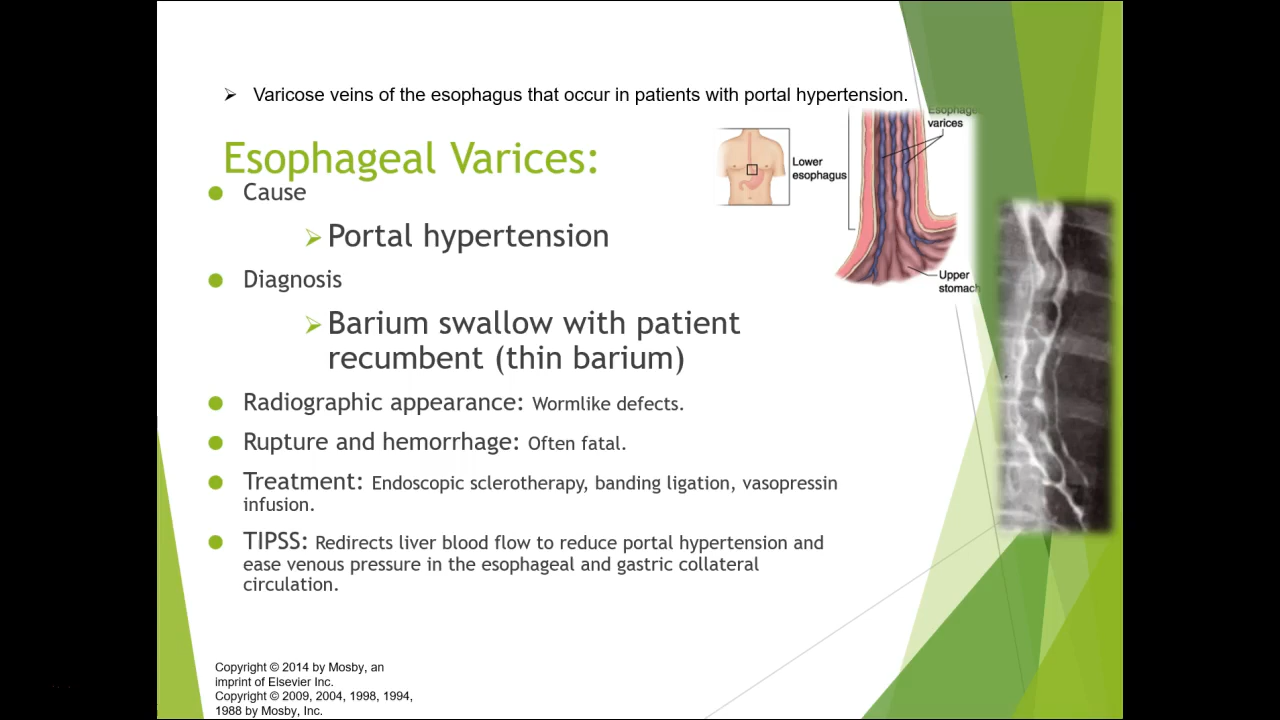 ➢ Varicose veins of the esophagus that occur in patients with portal hypertension.
Esophageal Varices:
● Cause
➢ Portal hypertension
● Diagnosis
➢ Barium swallow with patient
recumbent (thin barium)
● Radiographic appearance: Wormlike defects.
● Rupture and hemorrhage: Often fatal.
● Treatment: Endoscopic sclerotherapy, banding ligation, vasopressin
infusion.
● TIPSS: Redirects liver blood flow to reduce portal hypertension and
ease venous pressure in the esophageal and gastric collateral
circulation.
Lower
esophagus
varices
Upper
stomach
Copyright © 2014 by Mosby, an
imprint of Elsevier Inc.
Copyright © 2009, 2004, 1998, 1994,
1988 by Mosby, Inc.